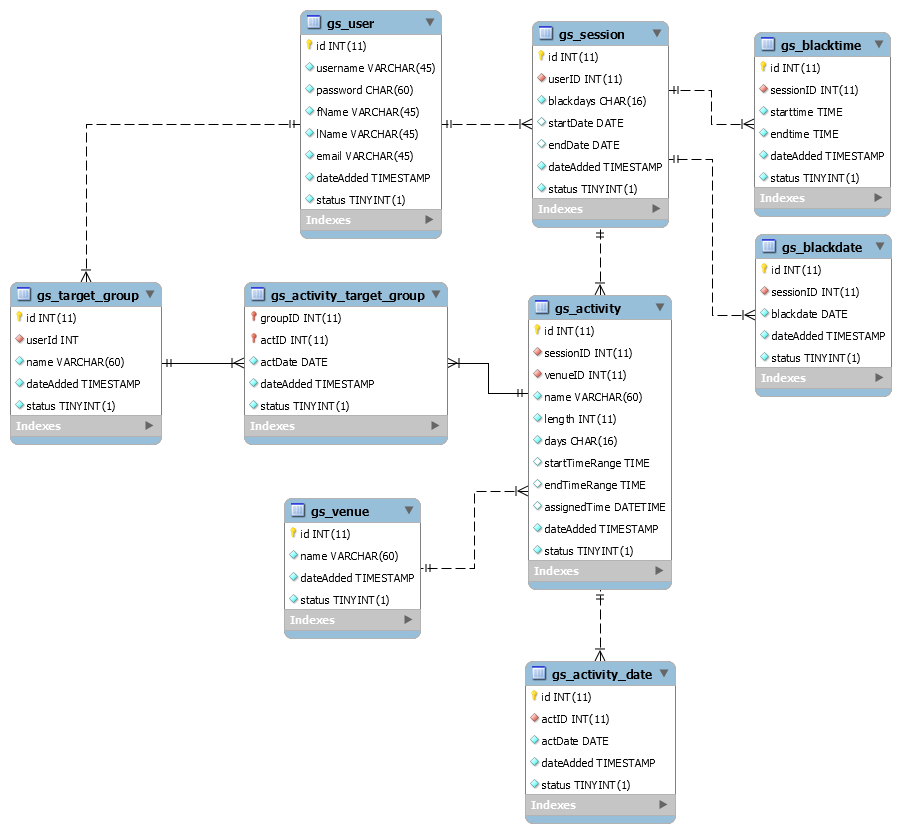 gs_user
id INT(11)
username VARCHAR(45)
password CHAR(60)
fName VARCHAR(45)
lName VARCHAR(45)
email VARCHAR(45)
dateAdded TIMESTAMP
status TINYINT(1)
Indexes
gs_session
id INT(11)
userID INT(11)
blackdays CHAR(16)
startDate DATE
endDate DATE
dateAdded TIMESTAMP
status TINYINT(1)
Indexes
gs_blacktime
id INT(11)
sessionID INT(11)
starttime TIME
endtime TIME
dateAdded TIMESTAMP
status TINYINT(1)
Indexes
gs_blackdate
id INT(11)
sessionID INT(11)
blackdate DATE
dateAdded TIMESTAMP
status TINYINT(1)
Indexes
gs_target_group
id INT(11)
userId INT
name VARCHAR(60)
dateAdded TIMESTAMP
status TINYINT(1)
Indexes
gs_activity_target_group
groupID INT(11)
actID INT(11)
actDate DATE
dateAdded TIMESTAMP
status TINYINT(1)
Indexes
gs_activity
id INT(11)
sessionID INT(11)
venueID INT(11)
name VARCHAR(60)
length INT(11)
days CHAR(16)
startTimeRange TIME
endTimeRange TIME
assignedTime DATETIME
dateAdded TIMESTAMP
status TINYINT(1)
Indexes
gs_venue
id INT(11)
name VARCHAR(60)
dateAdded TIMESTAMP
status TINYINT(1)
Indexes
gs_activity_date
id INT(11)
actID INT(11)
actDate DATE
dateAdded TIMESTAMP
status TINYINT(1)
Indexes